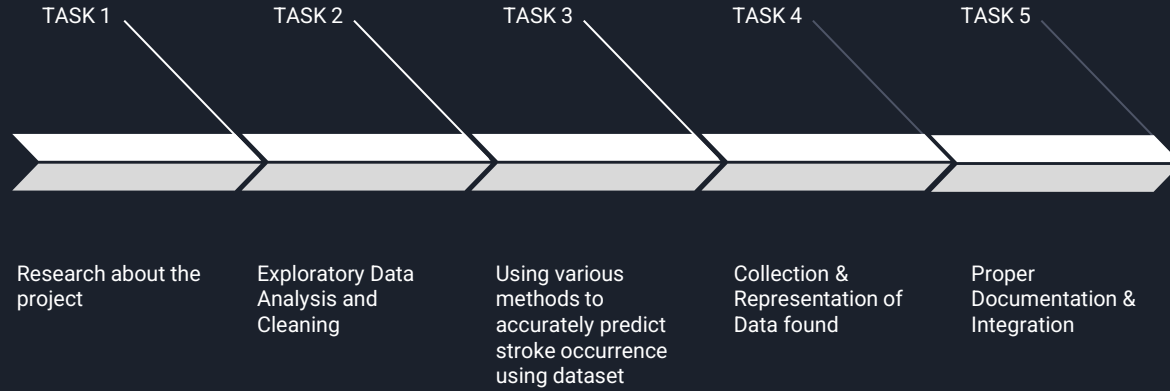 TASK 1
TASK 2
TASK 3
TASK 4
TASK 5
Research about the
project
Exploratory Data
Analysis and
Cleaning
Using various
methods to
accurately predict
stroke occurrence
using dataset
Collection &
Representation of
Data found
Proper
Documentation &
Integration